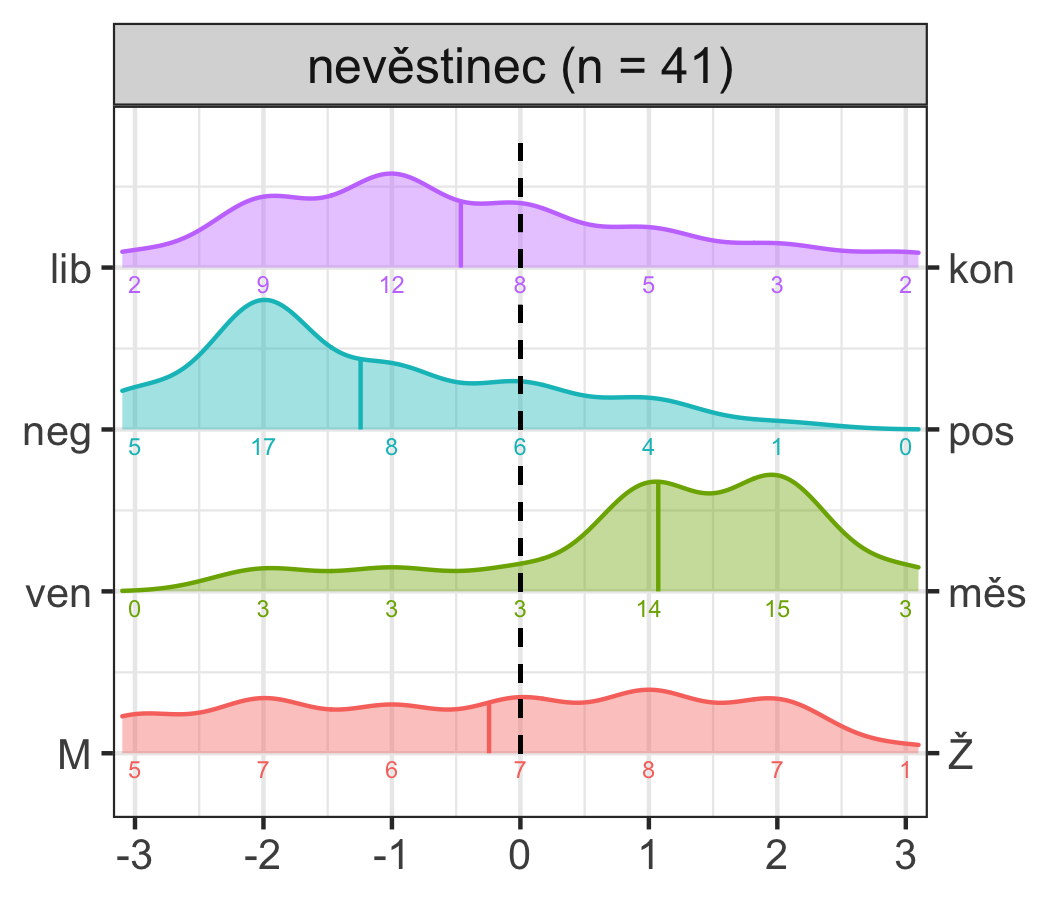 nevěstinec (n = 41)
lib kon
2 9 12 8 5 3 2
neg pos
5 17 8 6 4 1 0
ven měs
0 3 3 3 14 15 3
M Ž
5 7 6 7 8 7 1
-3 -2 -1 0 1 2 3